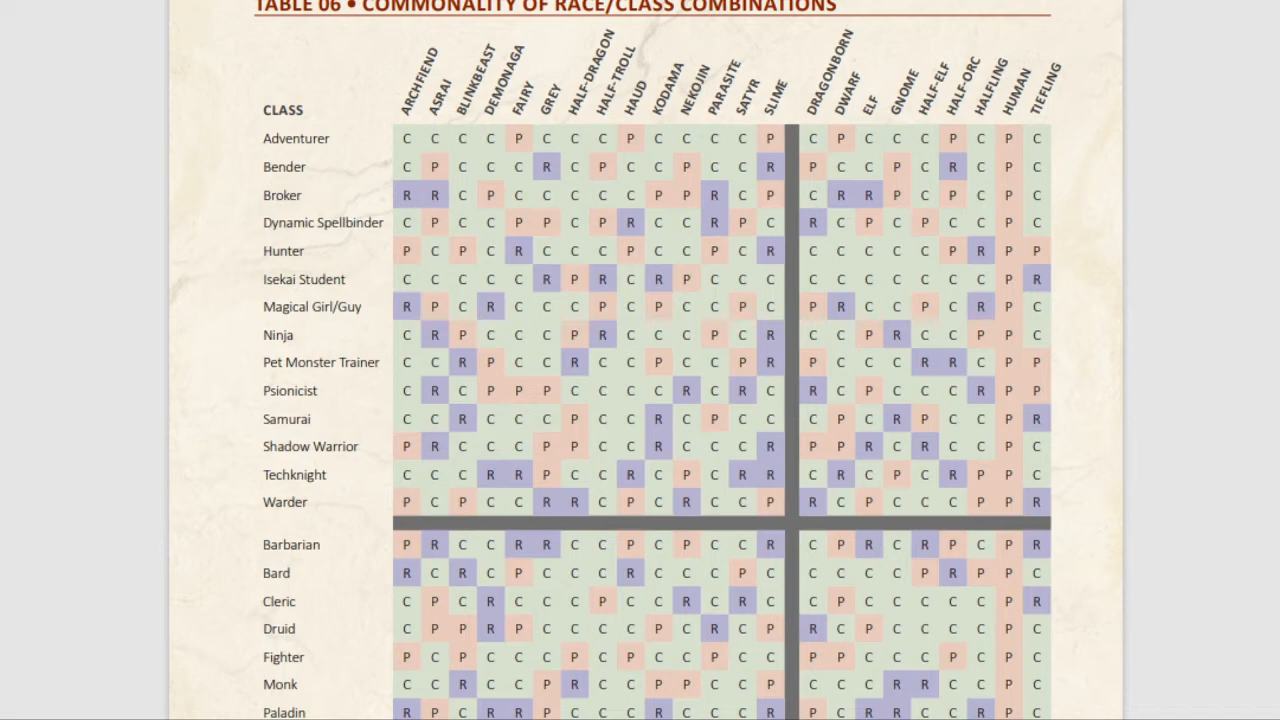 TABLE 06 • COMMONALITY OF RACE/CLASS COMBINATIONS
CLASS ARCHFIEND ASRAI BLINKBEAST DEMONAGA FAIRY GREY HALF-DRAGON HALF-TROLL HAUD KODAMA NEKOJIN PARASITE SATYR SLIME DRAGONBORN DWARF ELF GNOME HALF-ELF HALF-ORC HALFLING HUMAN TIEFLING
Adventurer C C C C P C C C P C C C C P C P C C C P C P C
Bender C P C C C R C P C C P C C R P C C P C R C P C
Broker R R C P C C C C C P P R C P C R R P C P C P C
Dynamic Spellbinder C P C C P P C P R C C R P C R C P C P C C P C
Hunter P C P C R C C C P C C P C R C C C C C P R P P
Isekai Student C C C C C R P R C R P C C C C C C C C C C P R
Magical Girl/Guy R P C R C C C P C P C C P C P R C C P C R P C
Ninja C R P C C C P R C C C P C R C C P R C C P P C
Pet Monster Trainer C C R P C C R C C P C C P R P C C C R R C P P
Psionicist C R C P P P C C C C R C R C R C P C C C R P P
Samurai C C R C C C P C C R C P C C C P C R P C C P R
Shadow Warrior P R C C C P P C C R C C C R P P R C R C C P C
Techknight C C C R R P C C R C P C R R C R C P C R P P C
Warder P C P C C R R C P C R C C P R C P C C C P P R
Barbarian P R C C R R C C P C P C C R C P R C R P C P R
Bard R C R C P C C C R C C C P C C C C C P R P P C
Cleric C P C R C C C P C C R C R C C P C C C C C P R
Druid C P P R P C C C C P C R C P R C P C C C C P C
Fighter P C P C C C P C P C C P C C P P C C C P C P C
Monk C C R C C P R C C P P C C P C C C R R C C P C
Paladin R P C R R P C C C R C C C R P C R R C C R P C